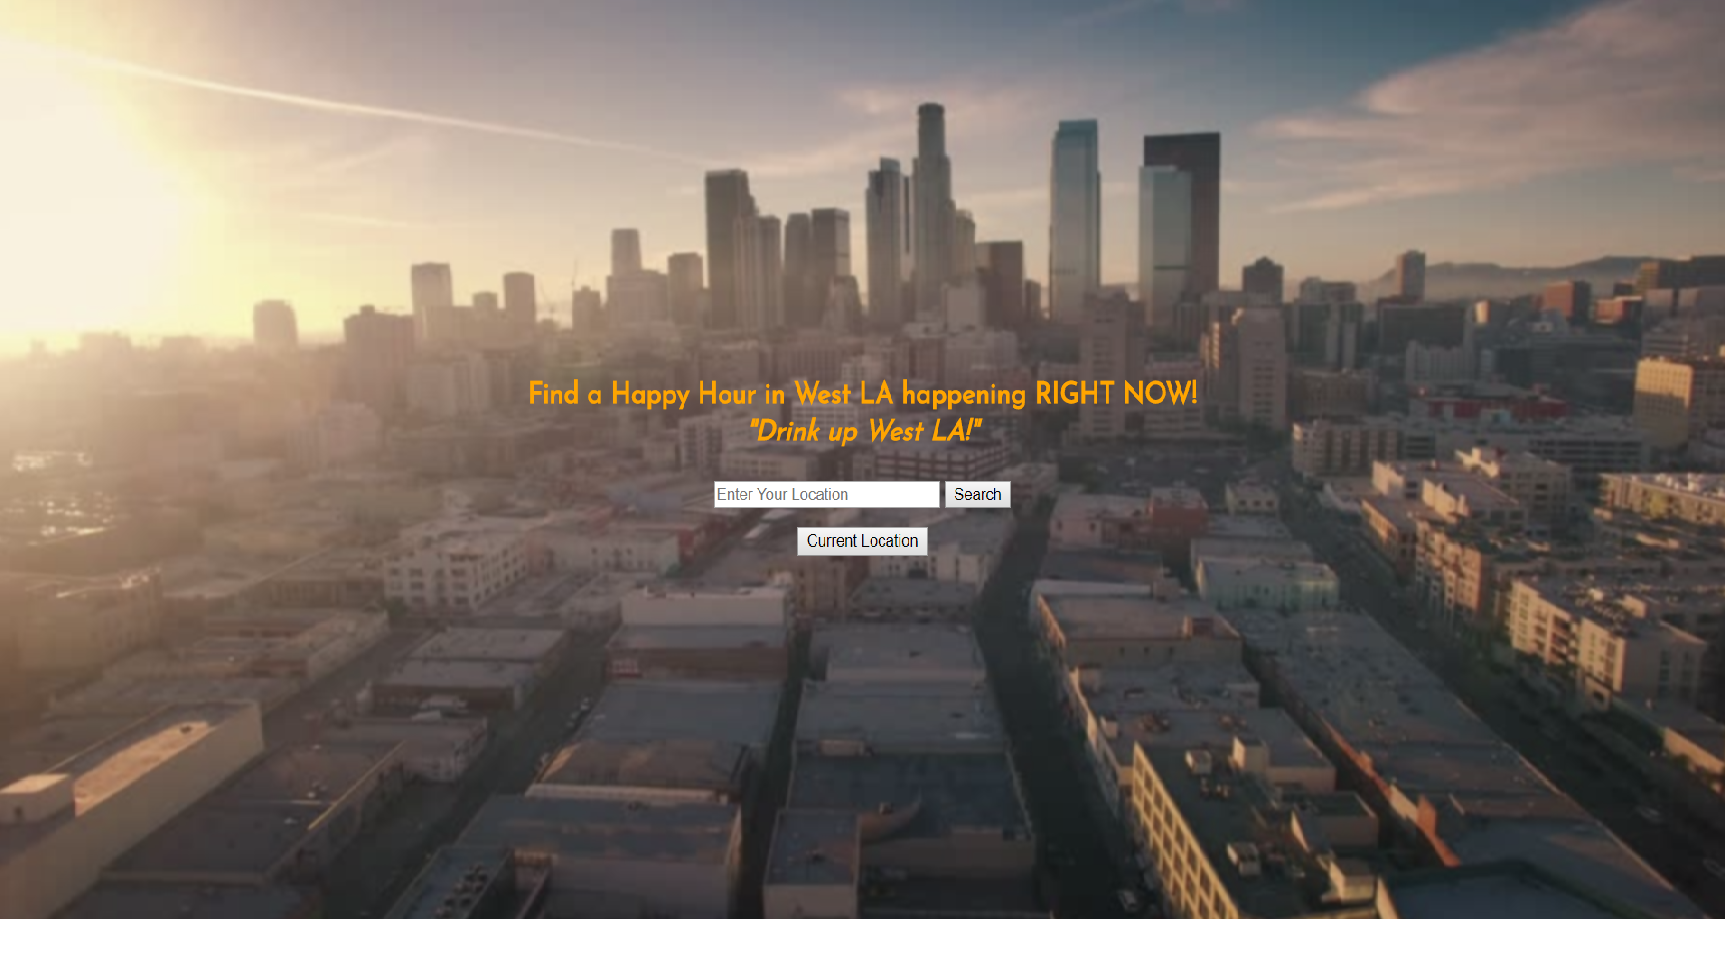 Find a Happy Hour in West LA happening RIGHT NOW!
"Drink up West LA!"
Enter Your Location Search
Current Location